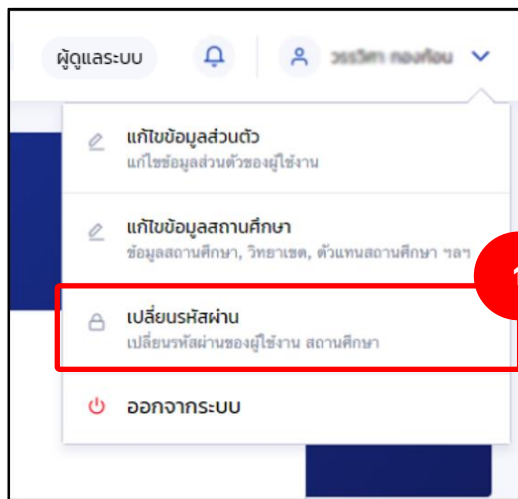 ผู้ดูแลระบบ
แก้ไขข้อมูลส่วนตัว
แก้ไขข้อมูลส่วนตัวของผู้ใช้งาน
แก้ไขข้อมูลสถานศึกษา
ข้อมูลสถานศึกษา, วิทยาเขต, ตัวแทนสถานศึกษา ฯลฯ
1
เปลี่ยนรหัสผ่าน
เปลี่ยนรหัสผ่านของผู้ใช้งาน สถานศึกษา
ออกจากระบบ